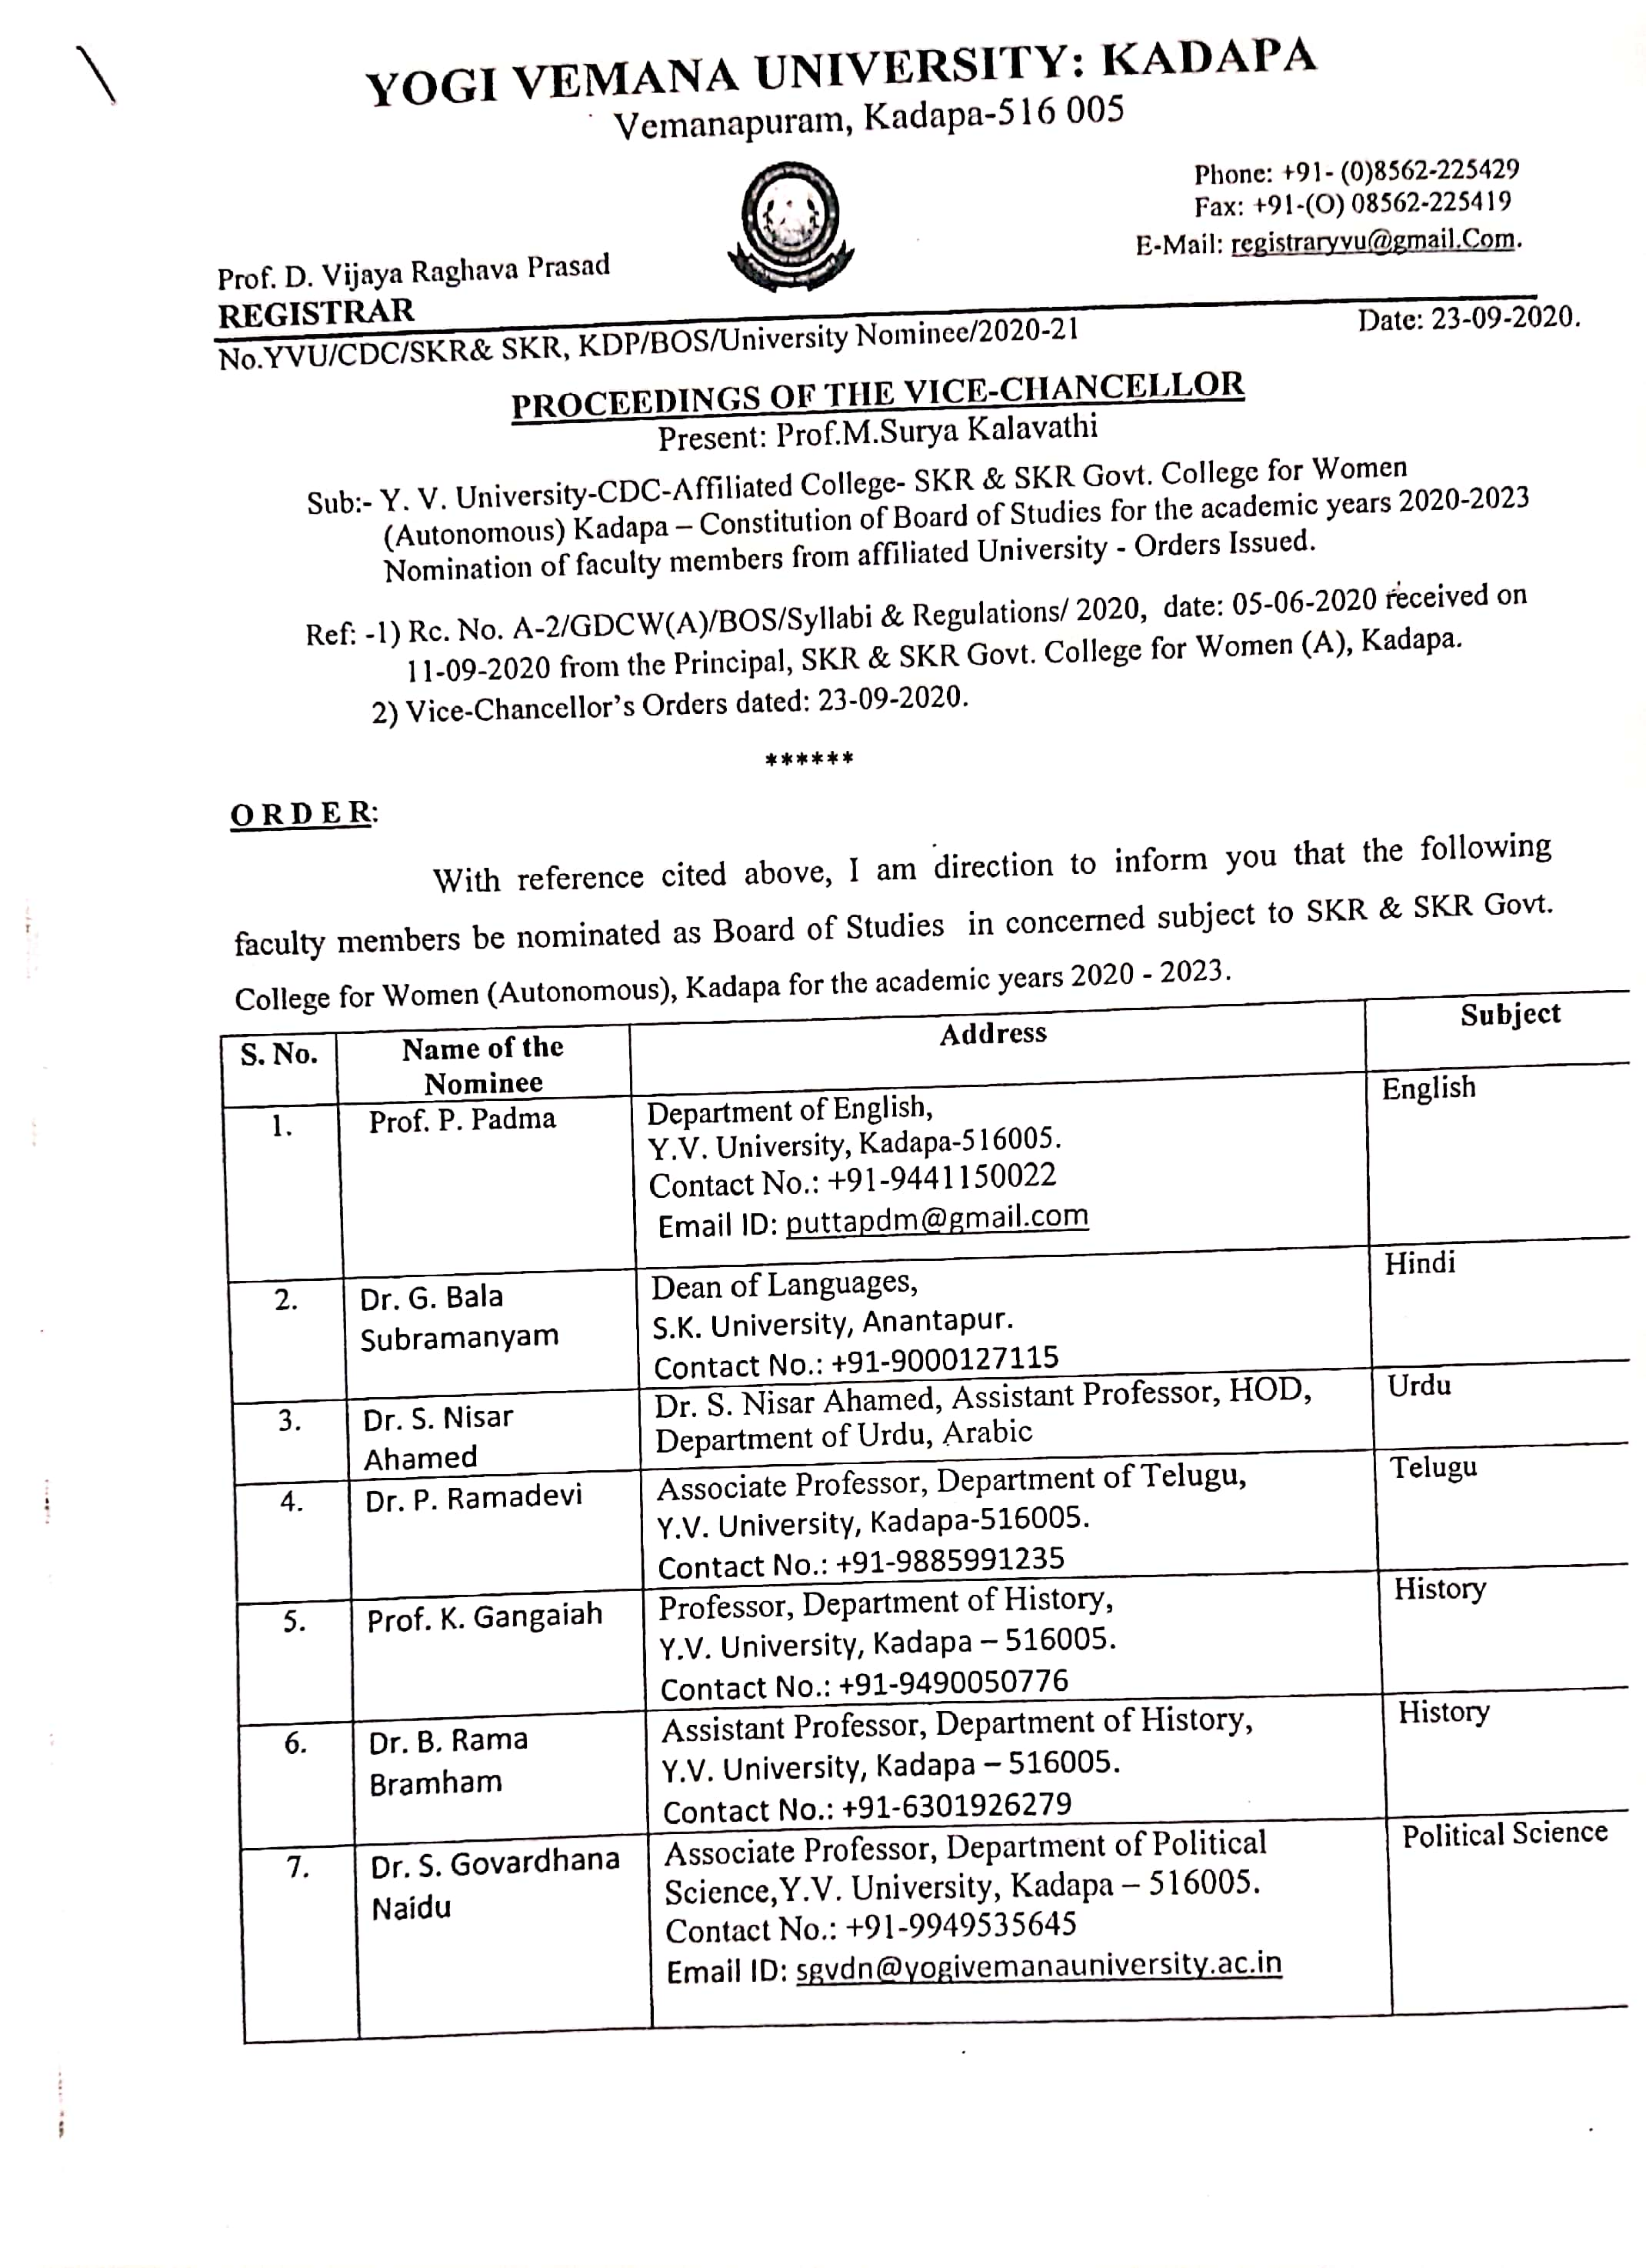 YOGI VEMANA UNIVERSITY: KADAPA
Vemanapuram, Kadapa-516 005
Phone: +91- (0)8562-225429
Fax: +91-(O) 08562-225419
E-Mail: registraryvu@gmail.Com.
Prof. D. Vijaya Raghava Prasad
REGISTRAR
No.YVU/CDC/SKR& SKR, KDP/BOS/University Nominee/2020-21 Date: 23-09-2020.
PROCEEDINGS OF THE VICE-CHANCELLOR
Present: Prof.M.Surya Kalavathi
Sub:- Y. V. University-CDC-Affiliated College- SKR & SKR Govt. College for Women
(Autonomous) Kadapa – Constitution of Board of Studies for the academic years 2020-2023
Nomination of faculty members from affiliated University - Orders Issued.
Ref: -1) Rc. No. A-2/GDCW(A)/BOS/Syllabi & Regulations/ 2020, date: 05-06-2020 received on
11-09-2020 from the Principal, SKR & SKR Govt. College for Women (A), Kadapa.
2) Vice-Chancellor's Orders dated: 23-09-2020.
******
O R D E R:
With reference cited above, I am direction to inform you that the following
faculty members be nominated as Board of Studies in concerned subject to SKR & SKR Govt.
College for Women (Autonomous), Kadapa for the academic years 2020 - 2023.
S. No. Name of the Address Subject
Nominee
1. Prof. P. Padma Department of English, English
Y.V. University, Kadapa-516005.
Contact No.: +91-9441150022
Email ID: puttapdm@gmail.com
2. Dr. G. Bala Dean of Languages, Hindi
Subramanyam S.K. University, Anantapur.
Contact No.: +91-9000127115
3. Dr. S. Nisar Dr. S. Nisar Ahamed, Assistant Professor, HOD, Urdu
Ahamed Department of Urdu, Arabic
4. Dr. P. Ramadevi Associate Professor, Department of Telugu, Telugu
Y.V. University, Kadapa-516005.
Contact No.: +91-9885991235
5. Prof. K. Gangaiah Professor, Department of History, History
Y.V. University, Kadapa – 516005.
Contact No.: +91-9490050776
6. Dr. B. Rama Assistant Professor, Department of History, History
Bramham Y.V. University, Kadapa – 516005.
Contact No.: +91-6301926279
7. Dr. S. Govardhana Associate Professor, Department of Political Political Science
Naidu Science,Y.V. University, Kadapa – 516005.
Contact No.: +91-9949535645
Email ID: sgvdn@yogivemanauniversity.ac.in